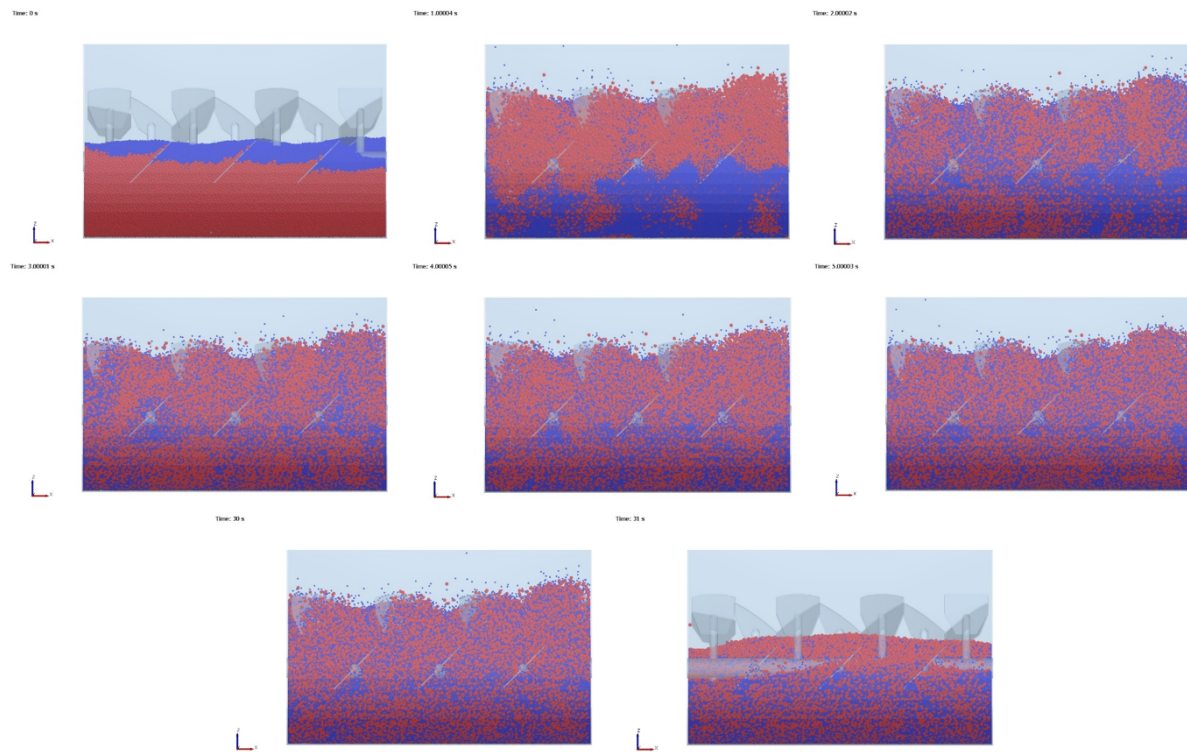 Time: 0 s
Time: 1.00004 s
Time: 2.00002 s
Z
X
Z
X
Z
X
Time: 3.00001 s
Time: 4.00005 s
Time: 5.00003 s
Z
X
Z
X
Z
X
Time: 30 s
Time: 31 s
Z
X
Z
X